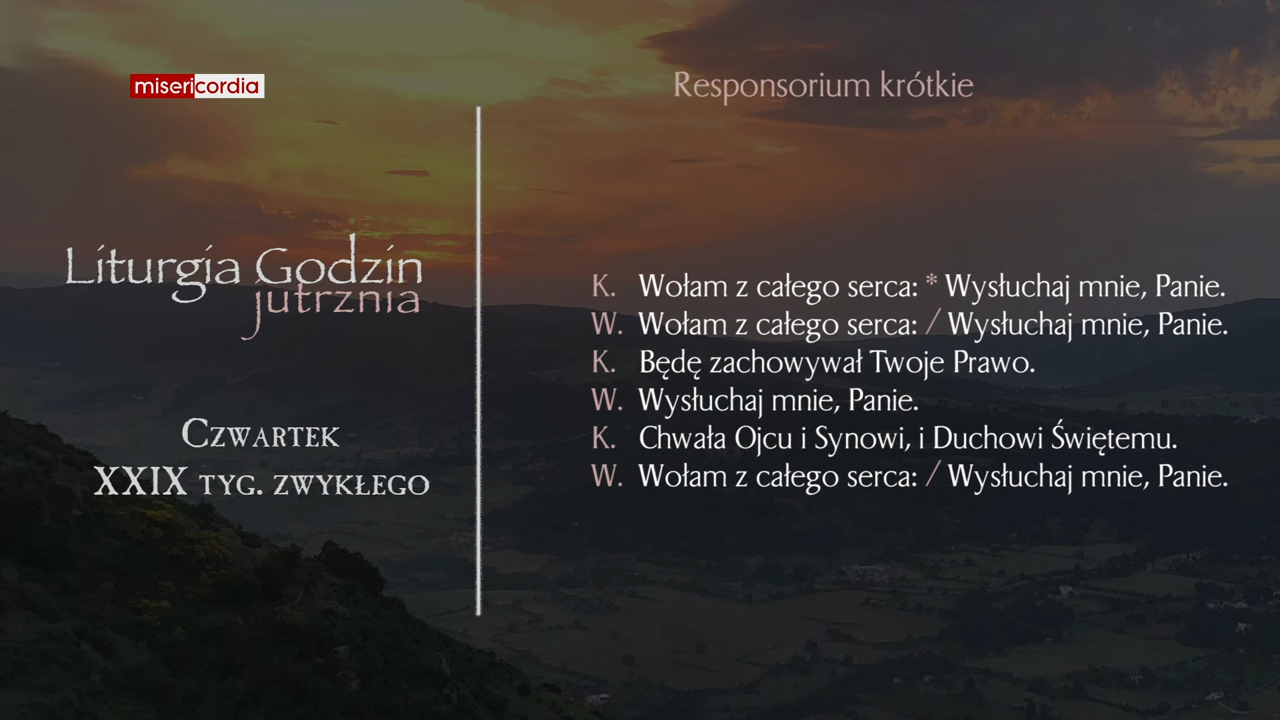 misericordia
Liturgia Godzin
jutrznia
Czwartek
XXIX tyg. zwykłego
Responsorium krótkie
K. Wołam z całego serca: * Wysłuchaj mnie, Panie.
W. Wołam z całego serca: / Wysłuchaj mnie, Panie.
K. Będę zachowywał Twoje Prawo.
W. Wysłuchaj mnie, Panie.
K. Chwała Ojcu i Synowi, i Duchowi Świętemu.
W. Wołam z całego serca: / Wysłuchaj mnie, Panie.